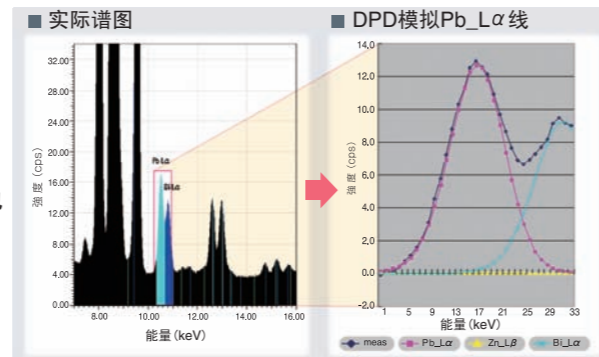 ■ 实际谱图
32.00
28.00
24.00
20.00
16.00
12.00
8.00
4.00
0.00
強度 (cps)
Pb-Lα
Bi-Lα
8.00 10.00 12.00 14.00 16.00
能量 (keV)
■ DPD模拟Pb_Lα线
14,0
12,0
10,0
8,0
6,0
4,0
2,0
0.0
-2.0
強度 (cps)
1 5 9 13 17 21 25 29 33
能量 (keV)
meas Pb_Lα Zn_Lβ Bi_Lα